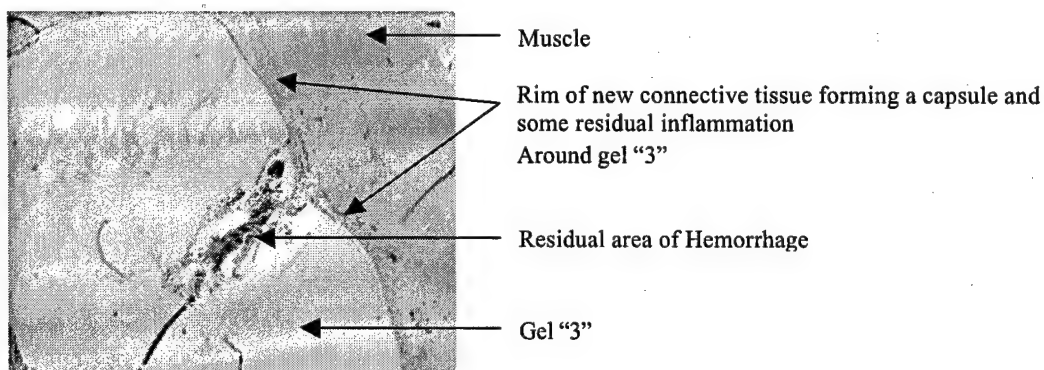 Muscle
Rim of new connective tissue forming a capsule and
some residual inflammation
Around gel “3”
Residual area of Hemorrhage
Gel “3”